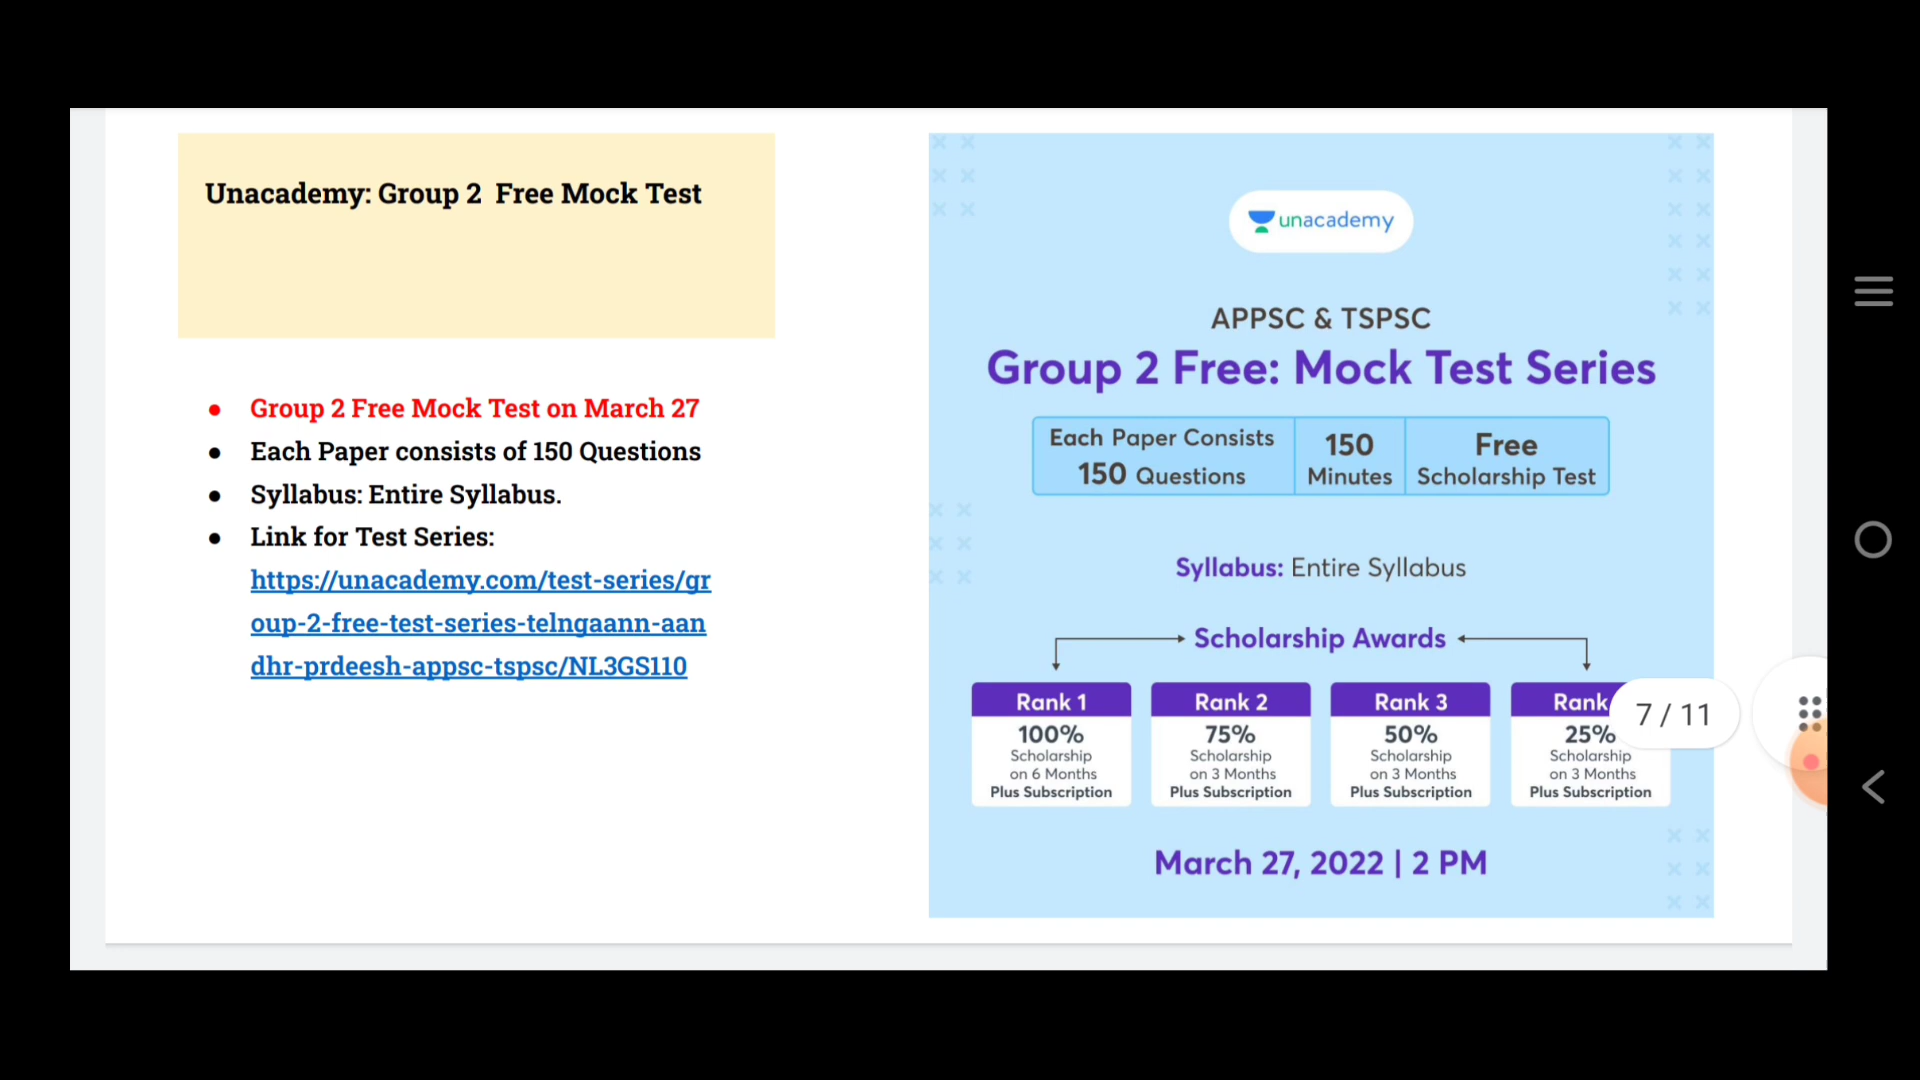 Unacademy: Group 2 Free Mock Test
● Group 2 Free Mock Test on March 27
● Each Paper consists of 150 Questions
● Syllabus: Entire Syllabus.
● Link for Test Series:
https://unacademy.com/test-series/gr
oup-2-free-test-series-telngaann-aan
dhr-prdeesh-appsc-tspsc/NL3GS110
unacademy
APPSC & TSPSC
Group 2 Free: Mock Test Series
Each Paper Consists
150 Questions
150
Minutes
Free
Scholarship Test
Syllabus: Entire Syllabus
Scholarship Awards
Rank 1
100%
Scholarship
on 6 Months
Plus Subscription
Rank 2
75%
Scholarship
on 3 Months
Plus Subscription
Rank 3
50%
Scholarship
on 3 Months
Plus Subscription
Rank
25%
Scholarship
on 3 Months
Plus Subscription
7 / 11
March 27, 2022 | 2 PM